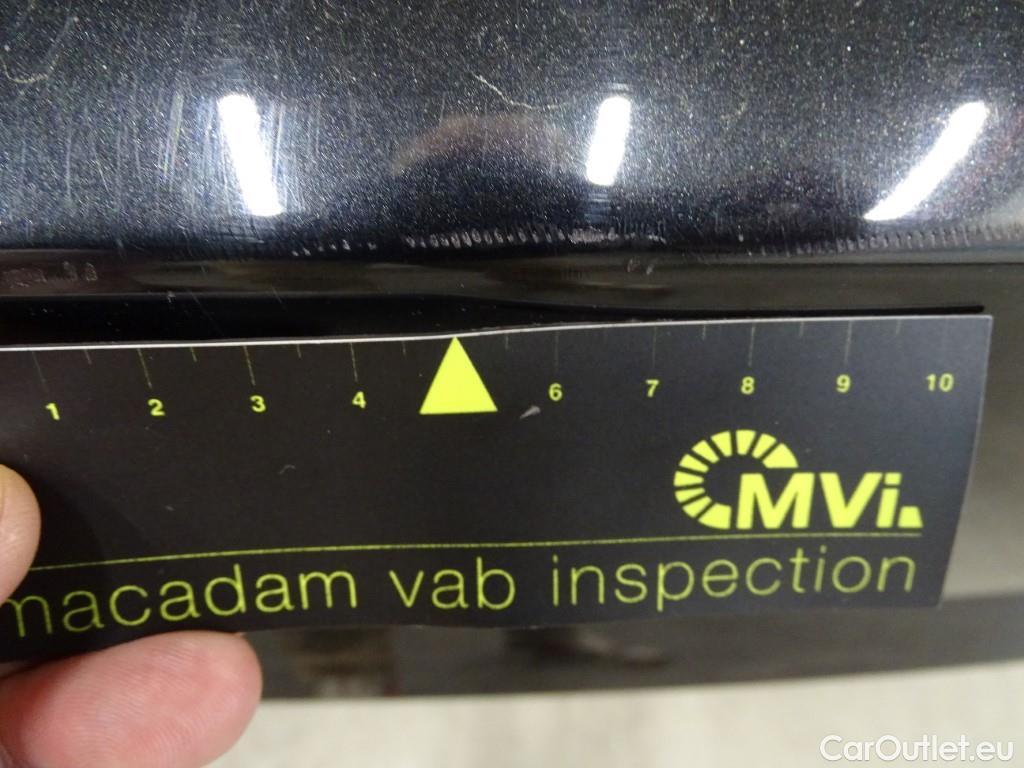 1 2 3 4 6 7 8 9 10
MVi
macadam vab inspection
CarOutlet.eu